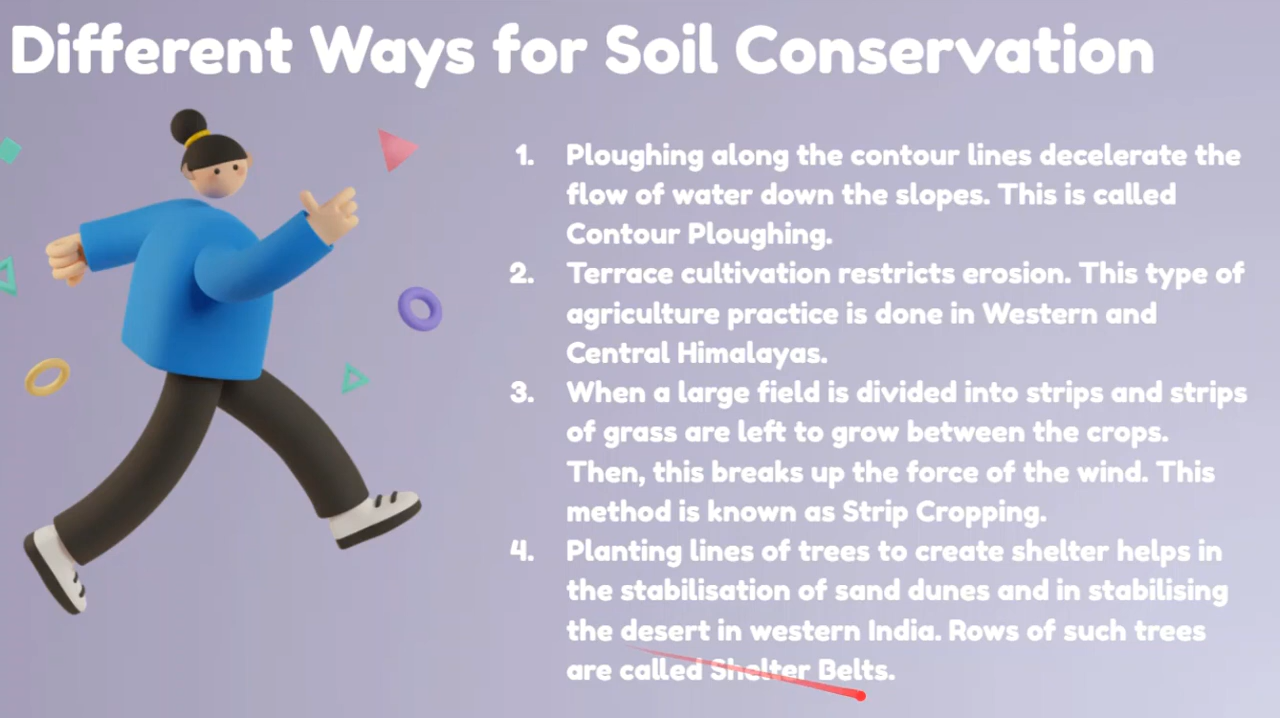 Different Ways for Soil Conservation
1. Ploughing along the contour lines decelerate the
flow of water down the slopes. This is called
Contour Ploughing.
2. Terrace cultivation restricts erosion. This type of
agriculture practice is done in Western and
Central Himalayas.
3. When a large field is divided into strips and strips
of grass are left to grow between the crops.
Then, this breaks up the force of the wind. This
method is known as Strip Cropping.
4. Planting lines of trees to create shelter helps in
the stabilisation of sand dunes and in stabilising
the desert in western India. Rows of such trees
are called Shelter Belts.